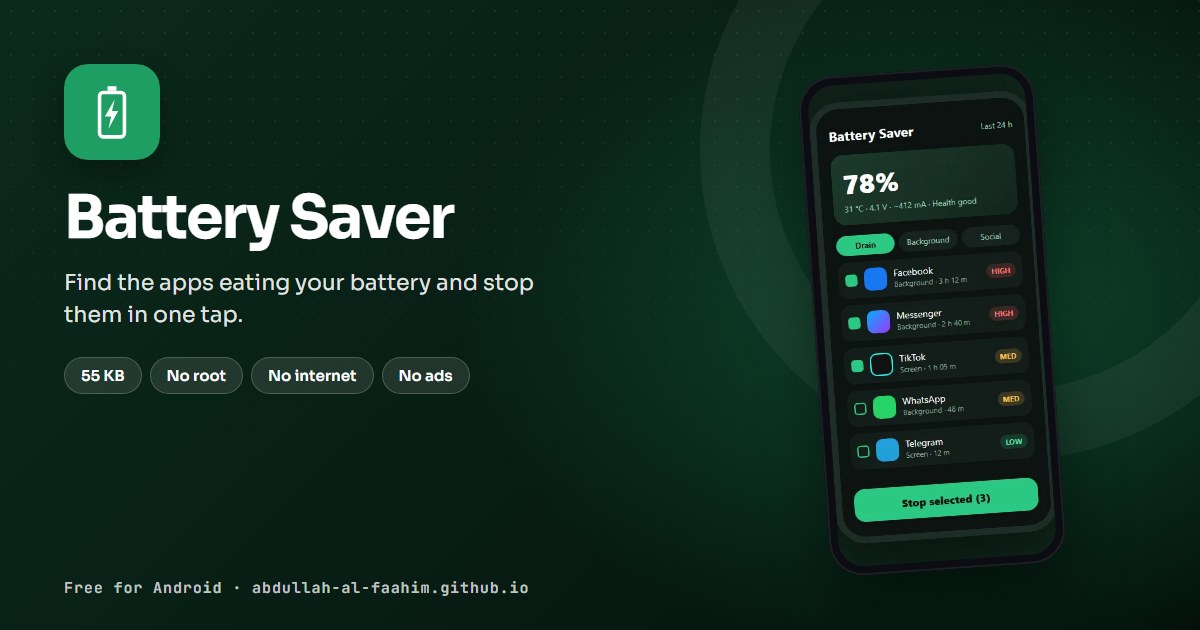 Battery Saver
Find the apps eating your battery and stop
them in one tap.
55 KB
No root
No internet
No ads
Free for Android · abdullah-al-faahim.github.io
Battery Saver
Last 24 h
78%
31 °C · 4.1 V · −412 mA · Health good
Drain
Background
Social
Facebook
HIGH
Background · 3 h 12 m
Messenger
HIGH
Background · 2 h 40 m
TikTok
MED
Screen · 1 h 05 m
WhatsApp
MED
Background · 48 m
Telegram
LOW
Screen · 12 m
Stop selected (3)